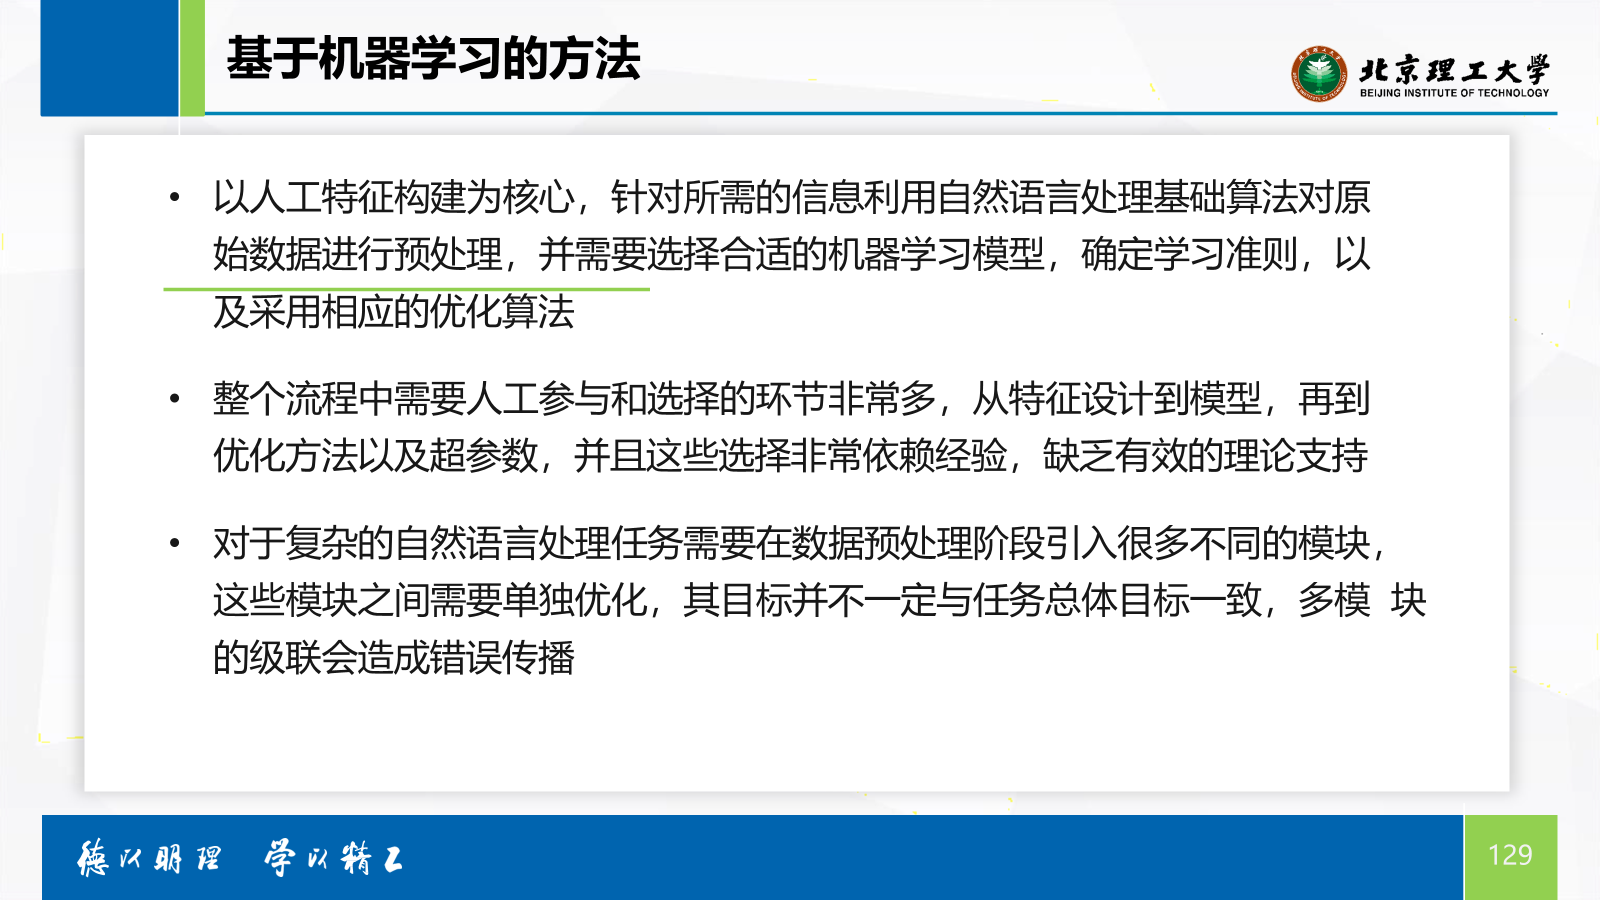 基于机器学习的方法
北京理工大学
BEIJING INSTITUTE OF TECHNOLOGY
• 以人工特征构建为核心，针对所需的信息利用自然语言处理基础算法对原
始数据进行预处理，并需要选择合适的机器学习模型，确定学习准则，以
及采用相应的优化算法
• 整个流程中需要人工参与和选择的环节非常多，从特征设计到模型，再到
优化方法以及超参数，并且这些选择非常依赖经验，缺乏有效的理论支持
• 对于复杂的自然语言处理任务需要在数据预处理阶段引入很多不同的模块，
这些模块之间需要单独优化，其目标并不一定与任务总体目标一致，多模 块
的级联会造成错误传播
德以明理 学以精工
129